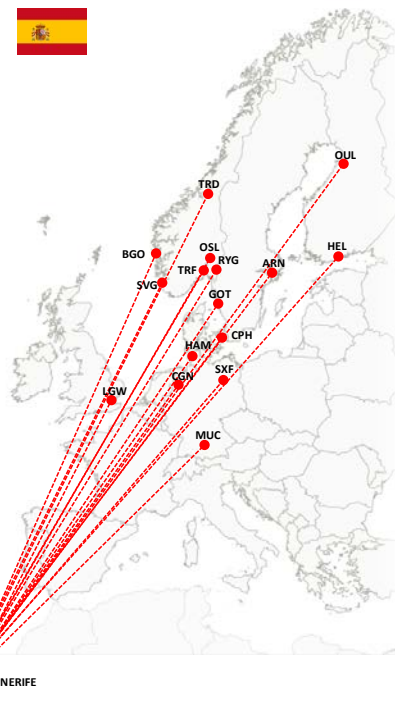 OUL
TRD
HEL
OSL
BGO
RYG
ARN
TRF
SVG
GOT
CPH
HAM
SXF
CGN
LGW
MUC
NERIFE